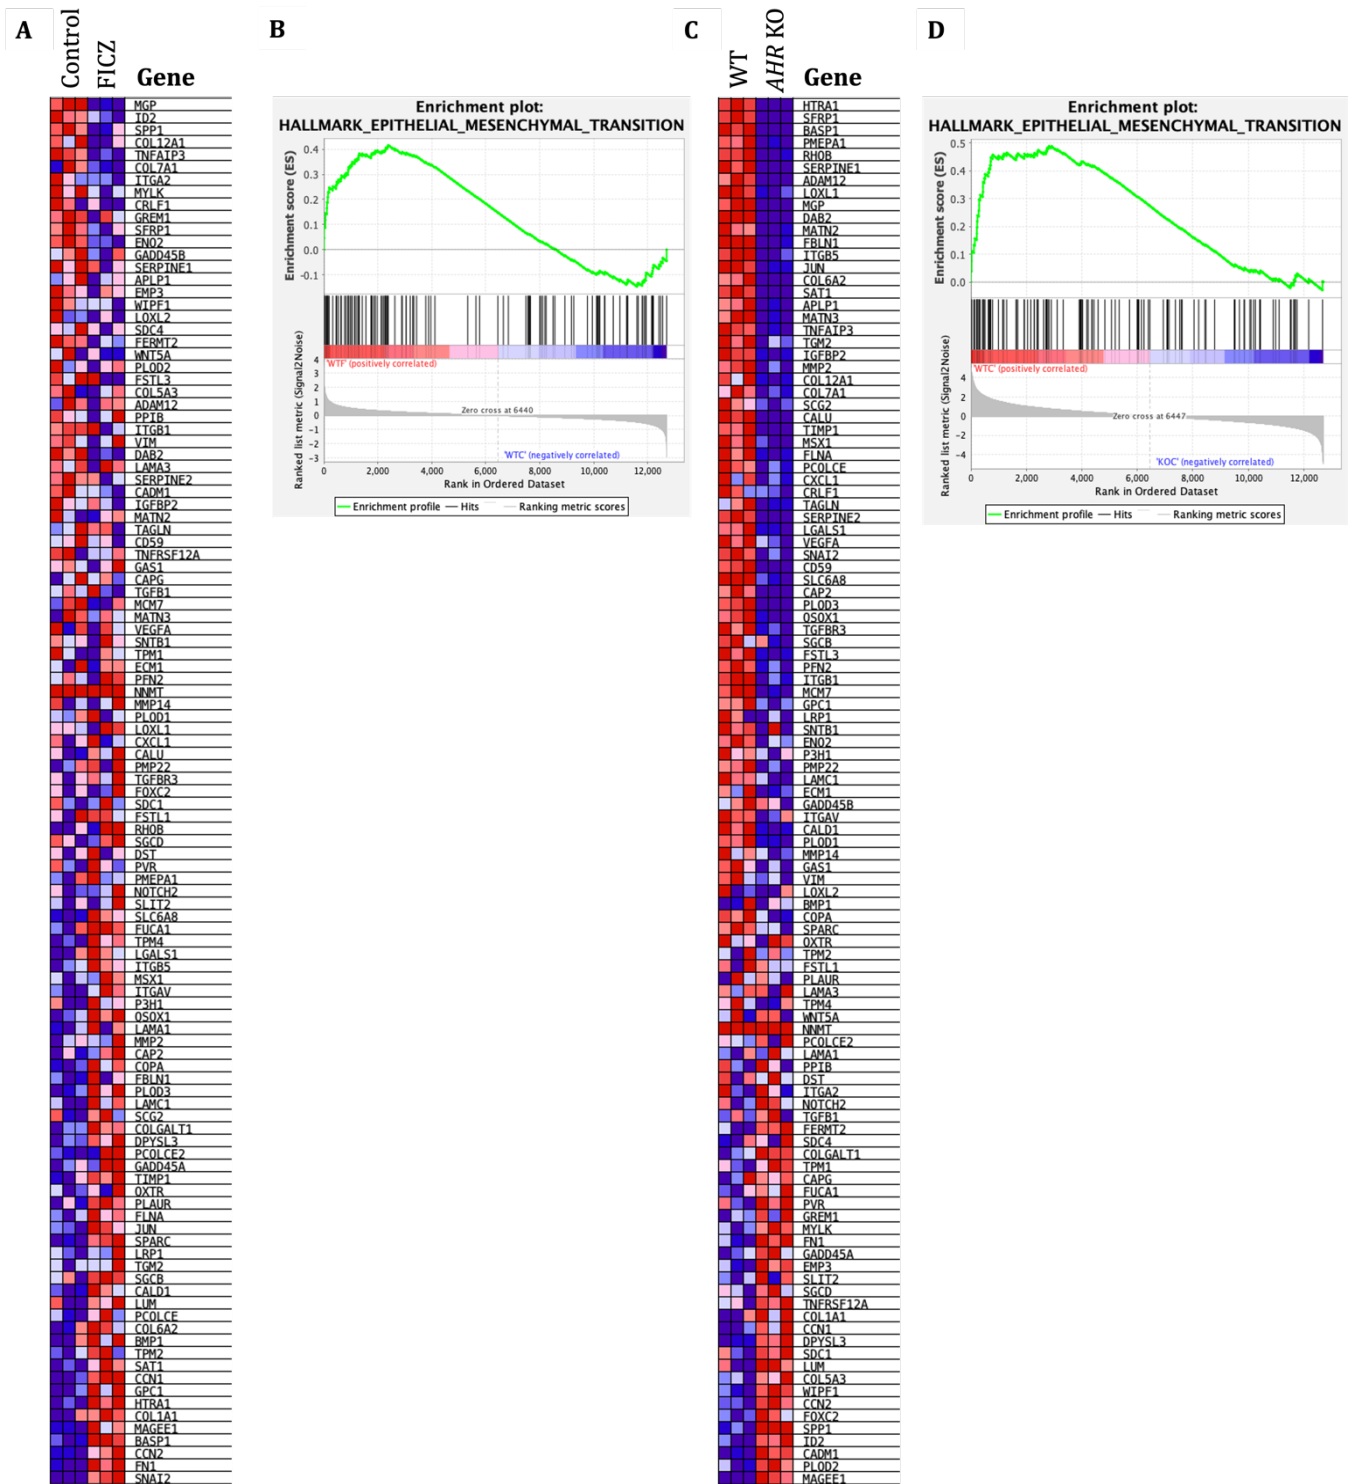 A
Control
FICZ
Gene
MGP
ID2
SPP1
COL12A1
TNFAIP3
COL7A1
ITGA2
MYLK
CRLF1
GREM1
SFRP1
ENO2
GADD45B
SERPINE1
APLP1
EMP3
WIPF1
LOXL2
SDC4
FERMT2
WNT5A
PLOD2
FSTL3
COL5A3
ADAM12
PPIB
ITGB1
VIM
DAB2
LAMA3
SERPINE2
CADM1
IGFBP2
MATN2
TAGLN
CD59
TNFRSF12A
GAS1
CAPG
TGFB1
MCM7
MATN3
VEGFA
SNTB1
TPM1
ECM1
PFN2
NNMT
MMP14
PLOD1
LOXL1
CXCL1
CALU
PMP22
TGFBR3
FOXC2
SDC1
FSTL1
RHOB
SGCD
DST
PVR
PMEPA1
NOTCH2
SLIT2
SLC6A8
FUCA1
TPM4
LGALS1
ITGB5
MSX1
ITGAV
P3H1
QSOX1
LAMA1
MMP2
CAP2
COPA
FBLN1
PLOD3
LAMC1
SCG2
COLGALT1
DPYSL3
PCOLCE2
GADD45A
TIMP1
OXTR
PLAUR
FLNA
JUN
SPARC
LRP1
TGM2
SGCB
CALD1
LUM
PCOLCE
COL6A2
BMP1
TPM2
SAT1
CCN1
GPC1
HTRA1
COL1A1
MAGEE1
BASP1
CCN2
FN1
SNAI2
B
Enrichment plot:
HALLMARK_EPITHELIAL_MESENCHYMAL_TRANSITION
Enrichment score (ES)
0.4
0.3
0.2
0.1
0.0
-0.1
'WTF' (positively correlated)
Ranked list metric (Signal2Noise)
4
3
2
1
0
-1
-2
-3
Zero cross at 6440
'WTC' (negatively correlated)
0 2,000 4,000 6,000 8,000 10,000 12,000
Rank in Ordered Dataset
Enrichment profile Hits Ranking metric scores
C
WT
AHR KO
Gene
HTRA1
SFRP1
BASP1
PMEPA1
RHOB
SERPINE1
ADAM12
LOXL1
MGP
DAB2
MATN2
FBLN1
ITGB5
JUN
COL6A2
SAT1
APLP1
MATN3
TNFAIP3
TGM2
IGFBP2
MMP2
COL12A1
COL7A1
SCG2
CALU
TIMP1
MSX1
FLNA
PCOLCE
CXCL1
CRLF1
TAGLN
SERPINE2
LGALS1
VEGFA
SNAI2
CD59
SLC6A8
CAP2
PLOD3
QSOX1
TGFBR3
SGCB
FSTL3
PFN2
ITGB1
MCM7
GPC1
LRP1
SNTB1
ENO2
P3H1
PMP22
LAMC1
ECM1
GADD45B
ITGAV
CALD1
PLOD1
MMP14
GAS1
VIM
LOXL2
BMP1
COPA
SPARC
OXTR
TPM2
FSTL1
PLAUR
LAMA3
TPM4
WNT5A
NNMT
PCOLCE2
LAMA1
PPIB
DST
ITGA2
NOTCH2
TGFB1
FERMT2
SDC4
COLGALT1
TPM1
CAPG
FUCA1
PVR
GREM1
MYLK
FN1
GADD45A
EMP3
SLIT2
SGCD
TNFRSF12A
COL1A1
CCN1
DPYSL3
SDC1
LUM
COL5A3
WIPF1
CCN2
FOXC2
SPP1
ID2
CADM1
PLOD2
MAGEE1
D
Enrichment plot:
HALLMARK_EPITHELIAL_MESENCHYMAL_TRANSITION
Enrichment score (ES)
0.5
0.4
0.3
0.2
0.1
0.0
'WTC' (positively correlated)
Ranked list metric (Signal2Noise)
4
2
0
-2
-4
Zero cross at 6447
'KOC' (negatively correlated)
0 2,000 4,000 6,000 8,000 10,000 12,000
Rank in Ordered Dataset
Enrichment profile Hits Ranking metric scores